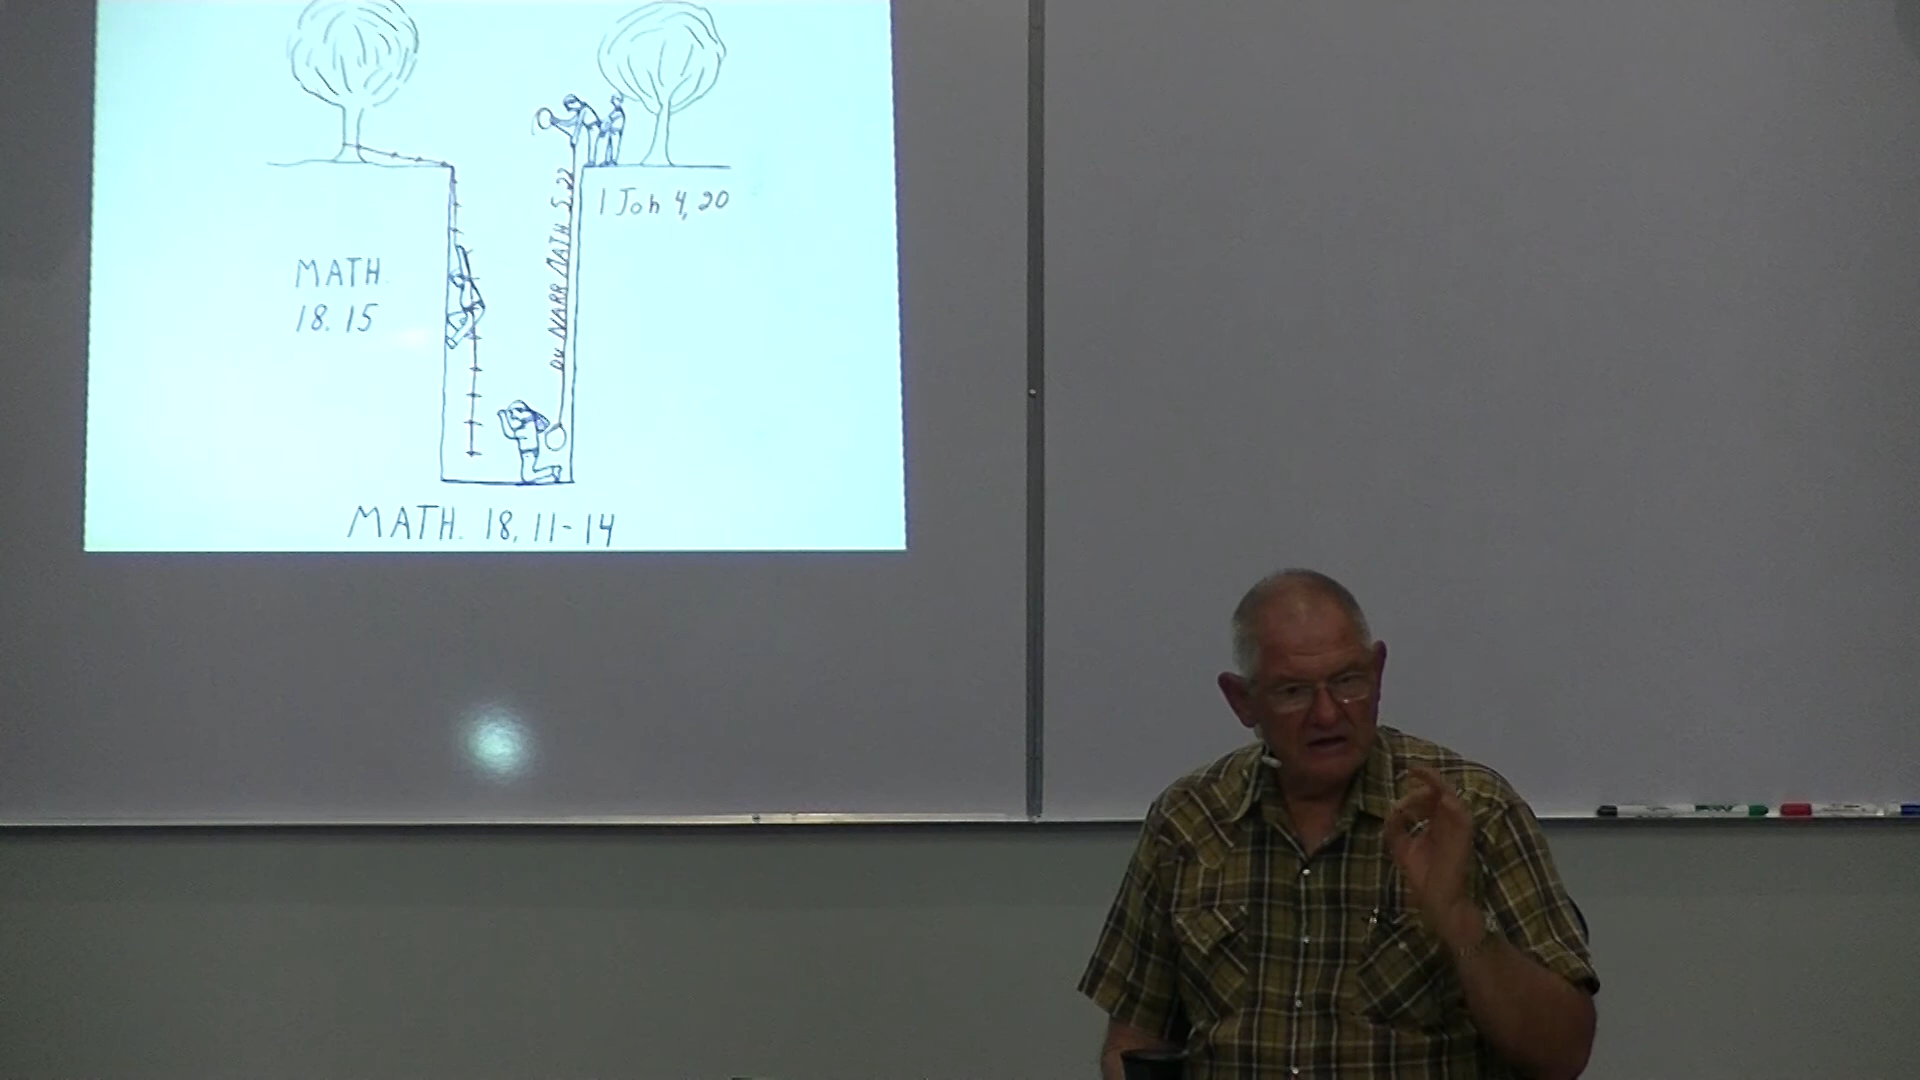 1 Joh 4,20
DU NARR MATH 5.22
MATH.
18.15
MATH. 18, 11-14